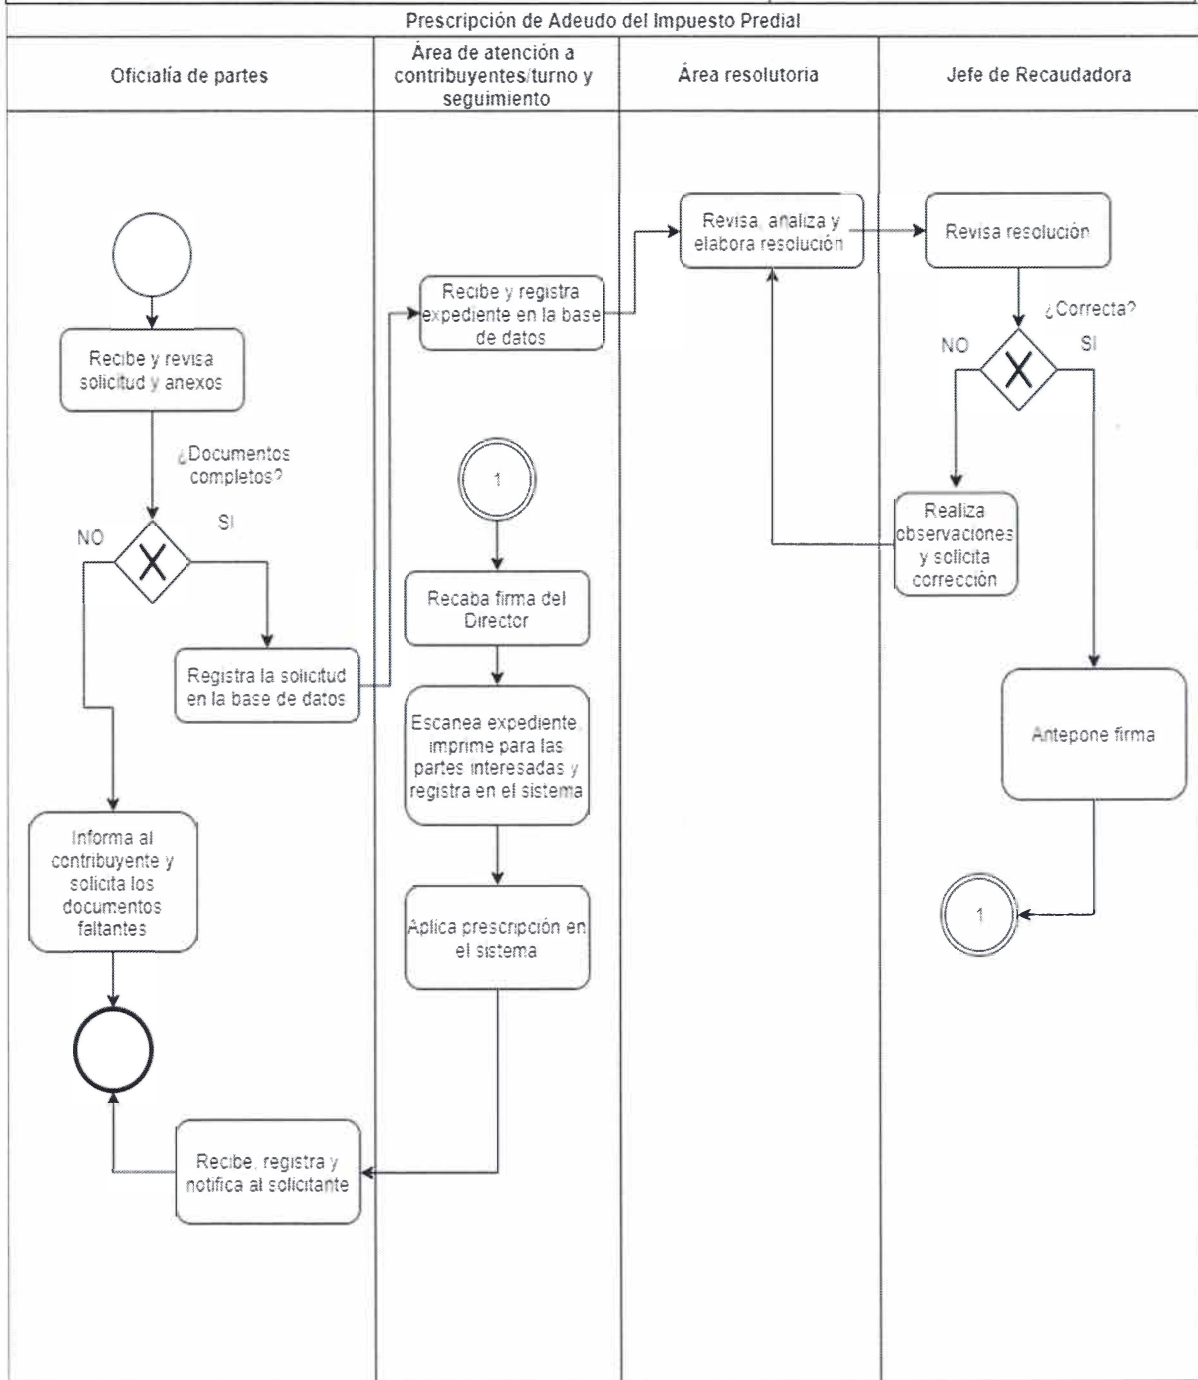 Prescripción de Adeudo del Impuesto Predial
Oficialía de partes
Área de atención a
contribuyentes/turno y
seguimiento
Área resolutoria
Jefe de Recaudadora
Recibe y revisa
solicitud y anexos
¿Documentos
completos?
NO
SI
Registra la solicitud
en la base de datos
Informa al
contribuyente y
solicita los
documentos
faltantes
Recibe, registra y
notifica al solicitante
Recibe y registra
expediente en la base
de datos
1
Recaba firma del
Director
Escanea expediente,
imprime para las
partes interesadas y
registra en el sistema
Aplica prescripción en
el sistema
Revisa, analiza y
elabora resolución
Revisa resolución
¿Correcta?
NO
SI
Realiza
observaciones
y solicita
corrección
Antepone firma
1